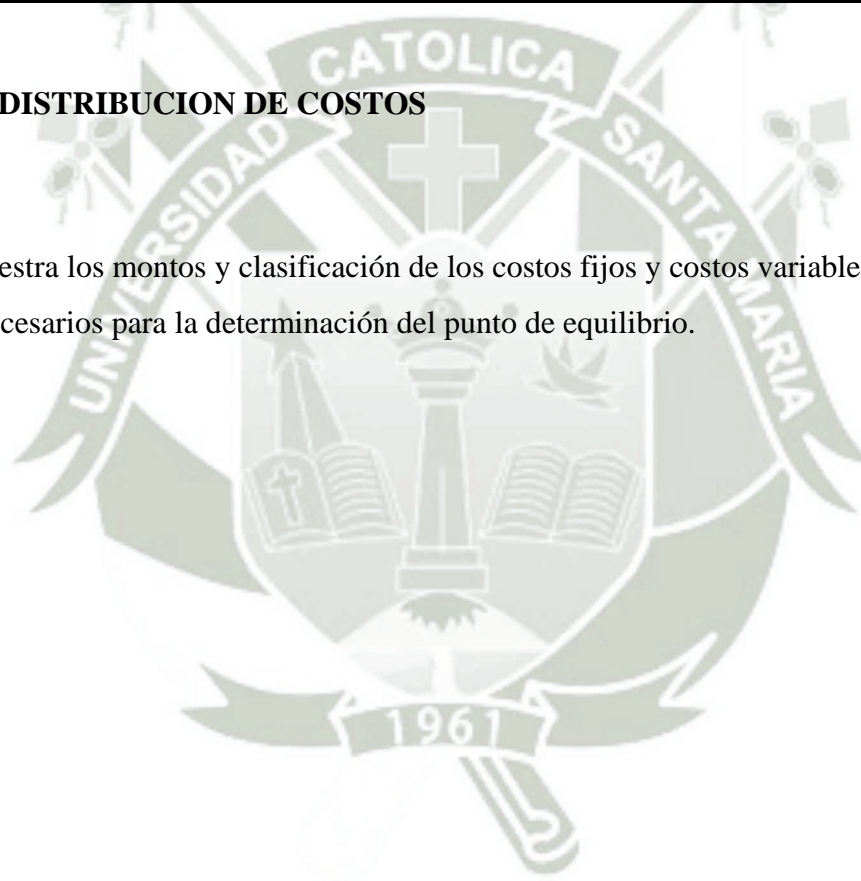 DISTRIBUCION DE COSTOS
estra los montos y clasificación de los costos fijos y costos variable
cesarios para la determinación del punto de equilibrio.
UNIVERSIDAD CATOLICA SANTA MARIA
1961